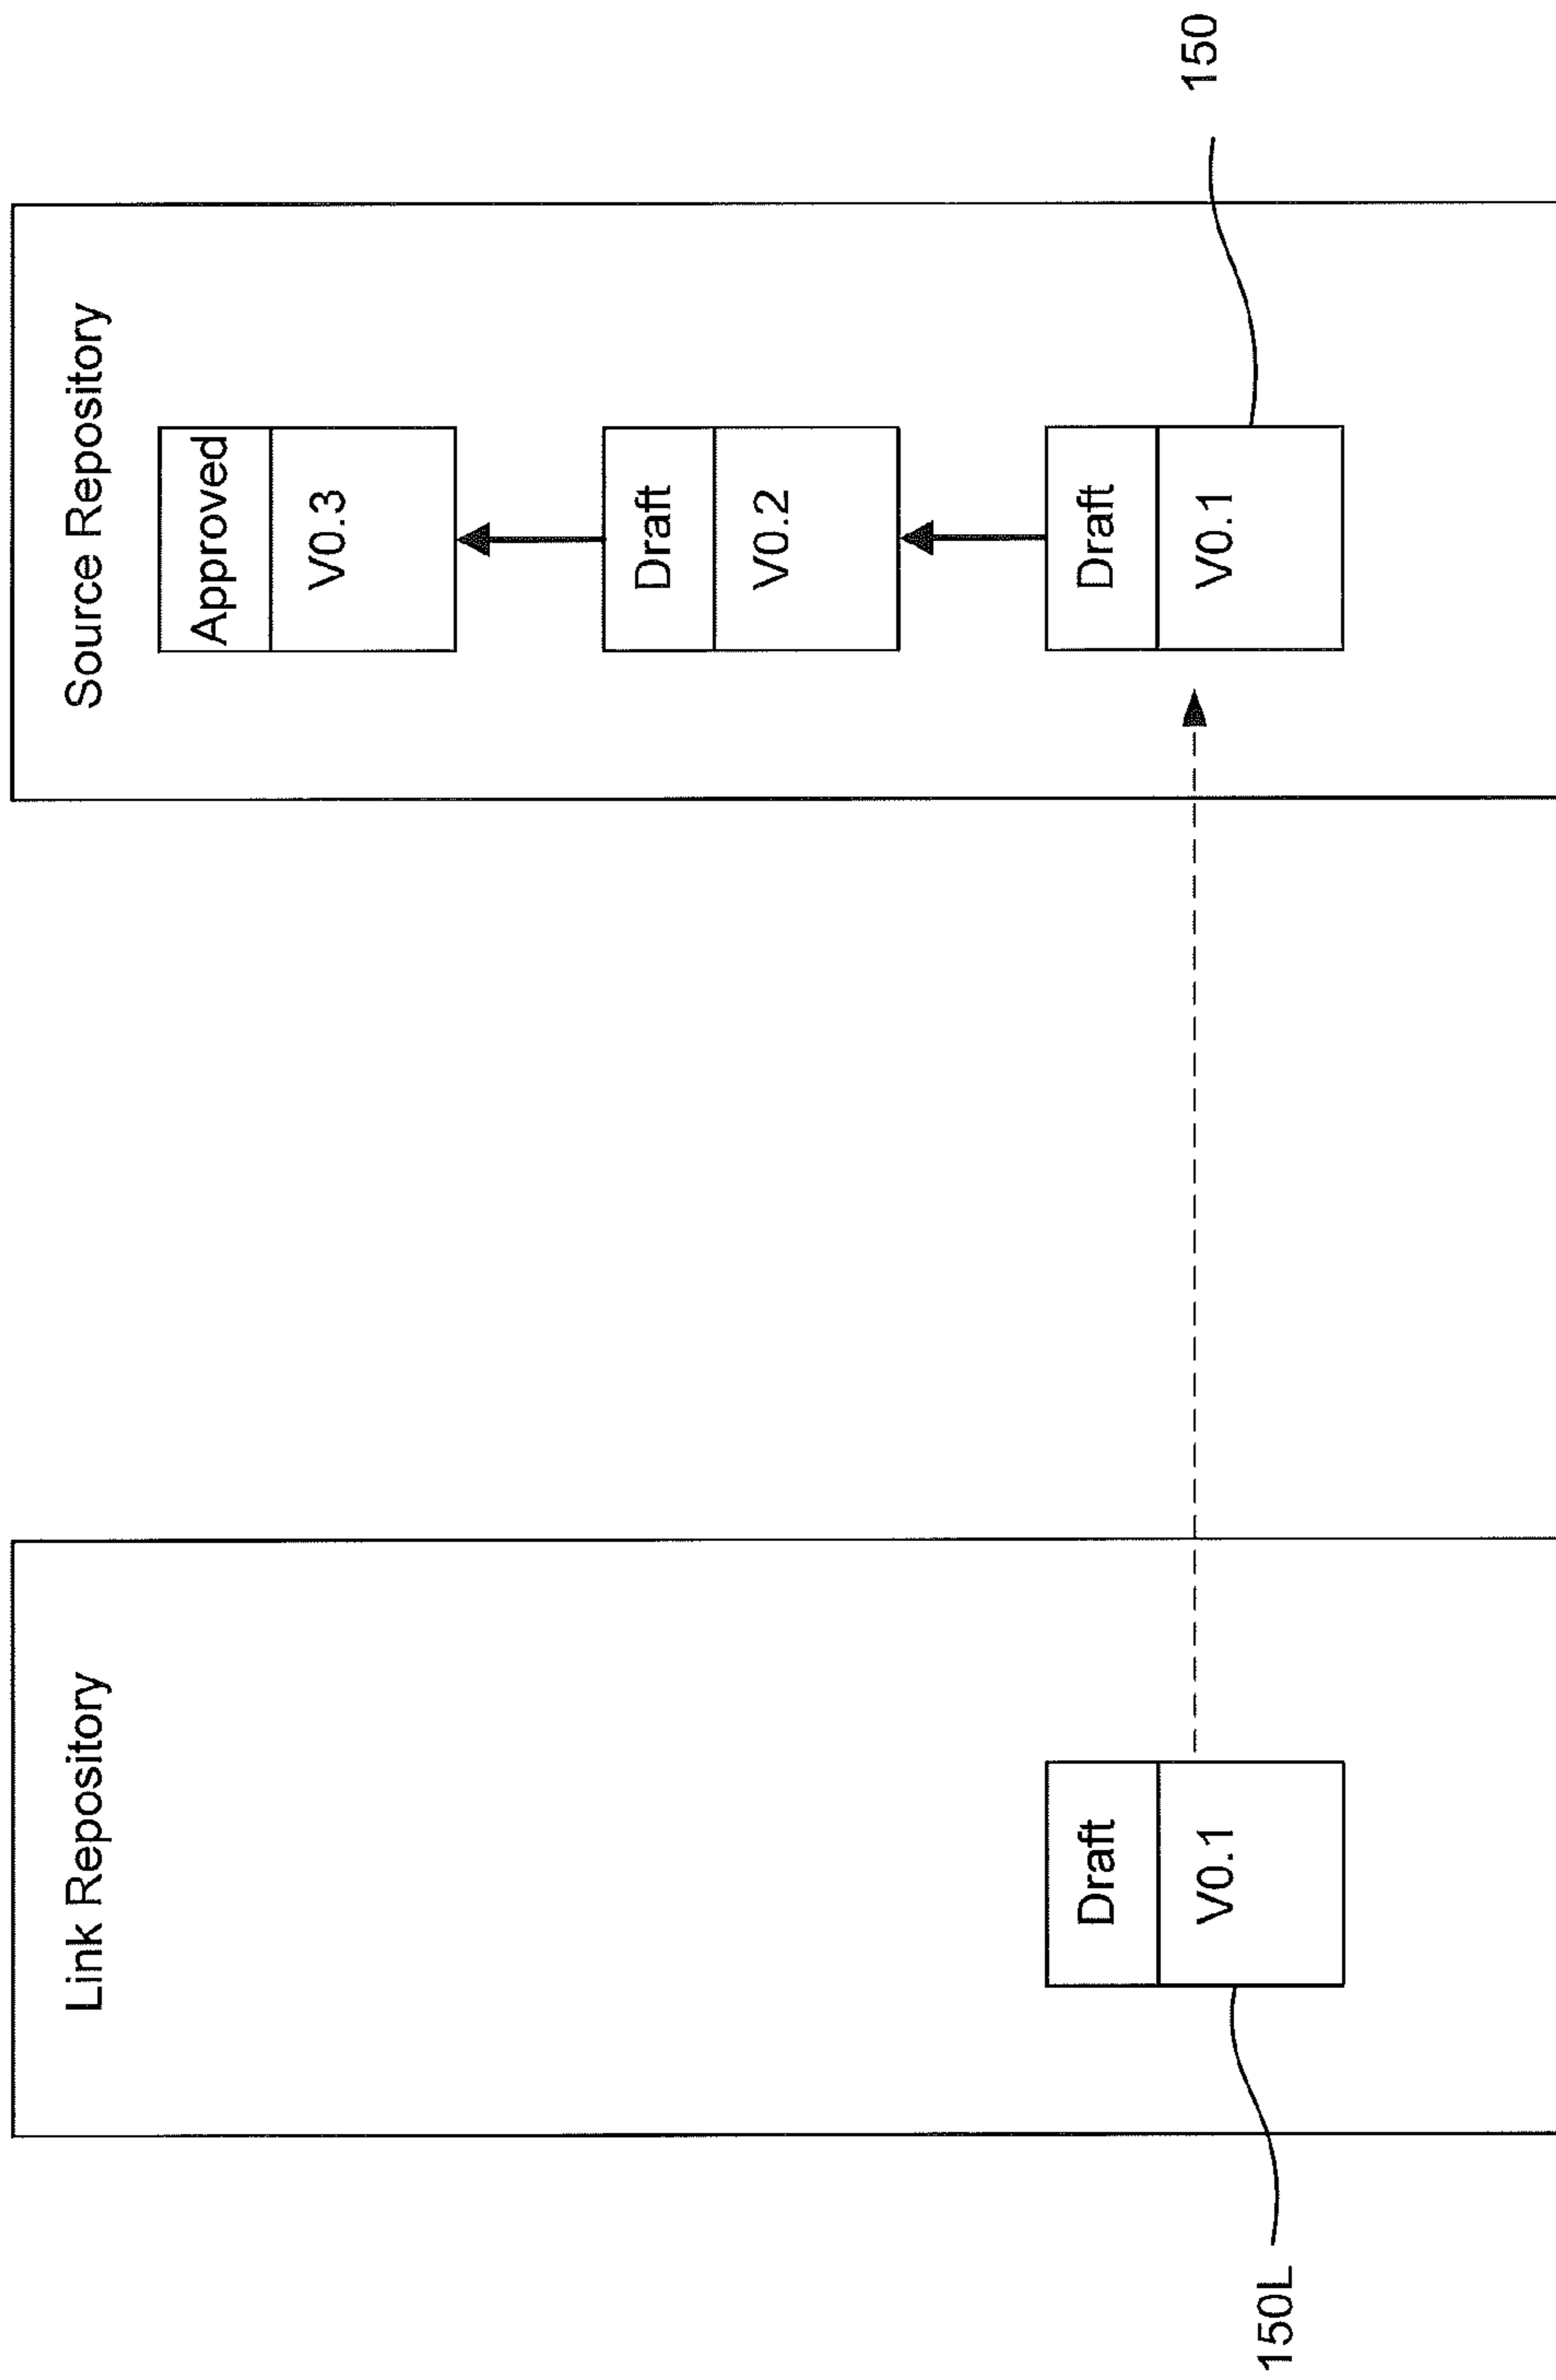 Link Repository
Source Repository
Approved
V0.3
Draft
V0.2
Draft
V0.1
Draft
V0.1
150L
150